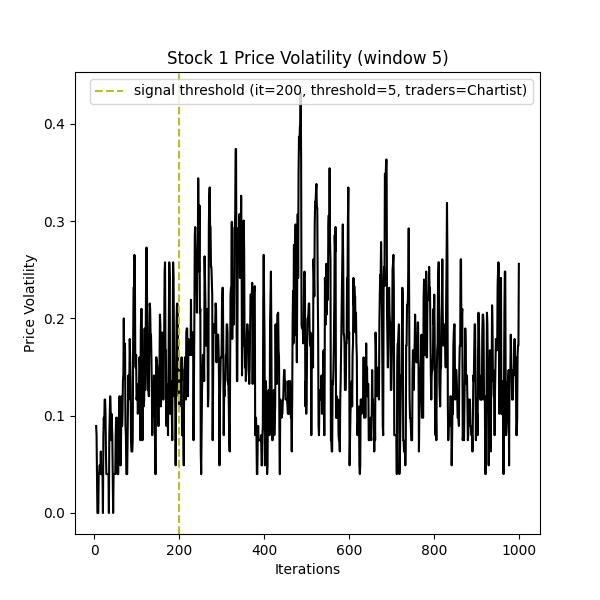 Stock 1 Price Volatility (window 5)
signal threshold (it=200, threshold=5, traders=Chartist)
Price Volatility
0.4
0.3
0.2
0.1
0.0
0 200 400 600 800 1000
Iterations